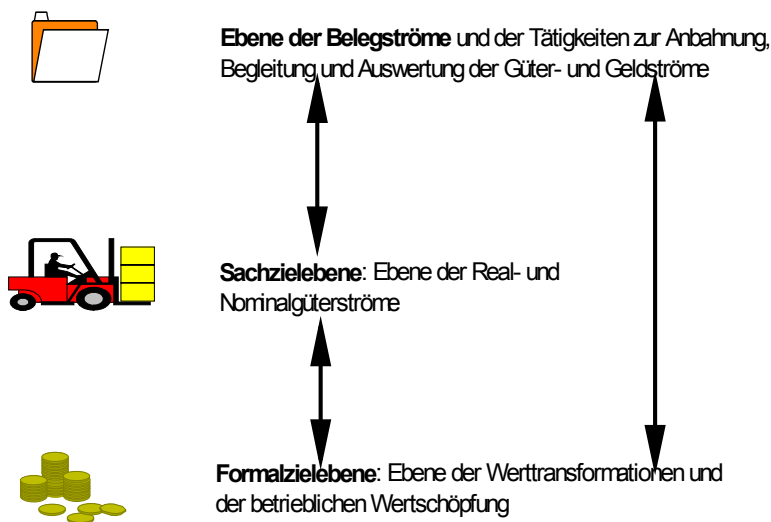 Ebene der Belegströme und der Tätigkeiten zur Anbahnung,
Begleitung und Auswertung der Güter- und Geldströme
Sachzielebene: Ebene der Real- und
Nominalgüterströme
Formalzielebene: Ebene der Werttransformationen und
der betrieblichen Wertschöpfung